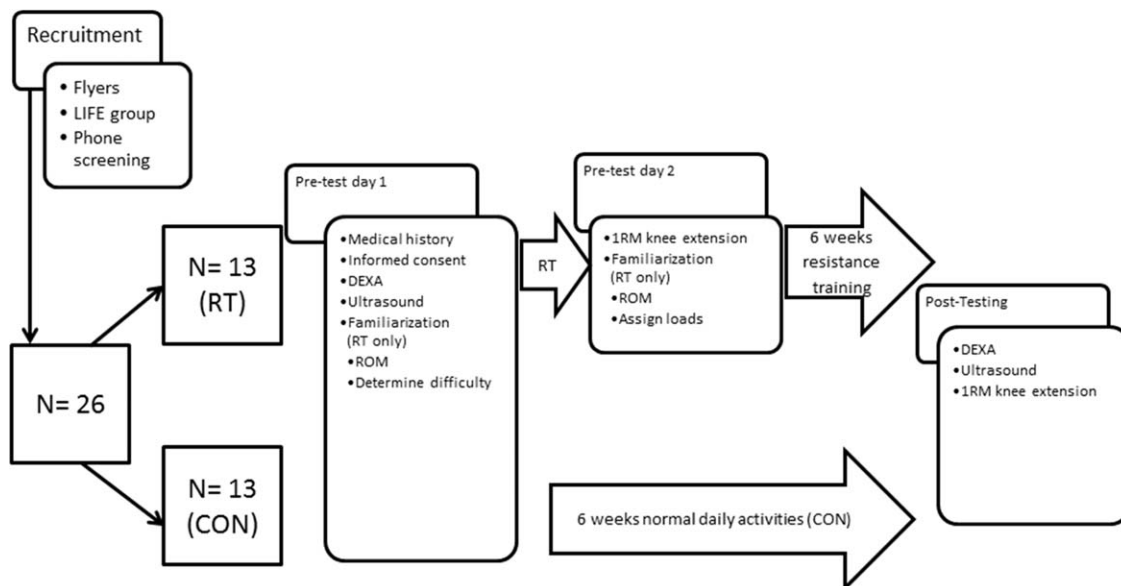 Recruitment
• Flyers
• LIFE group
• Phone
screening
N= 26
N= 13
(RT)
N= 13
(CON)
Pre-test day 1
•Medical history
•Informed consent
•DEXA
•Ultrasound
•Familiarization
(RT only)
•ROM
•Determine difficulty
RT
Pre-test day 2
•1RM knee extension
•Familiarization
(RT only)
•ROM
•Assign loads
6 weeks
resistance
training
6 weeks normal daily activities (CON)
Post-Testing
•DEXA
•Ultrasound
•1RM knee extension